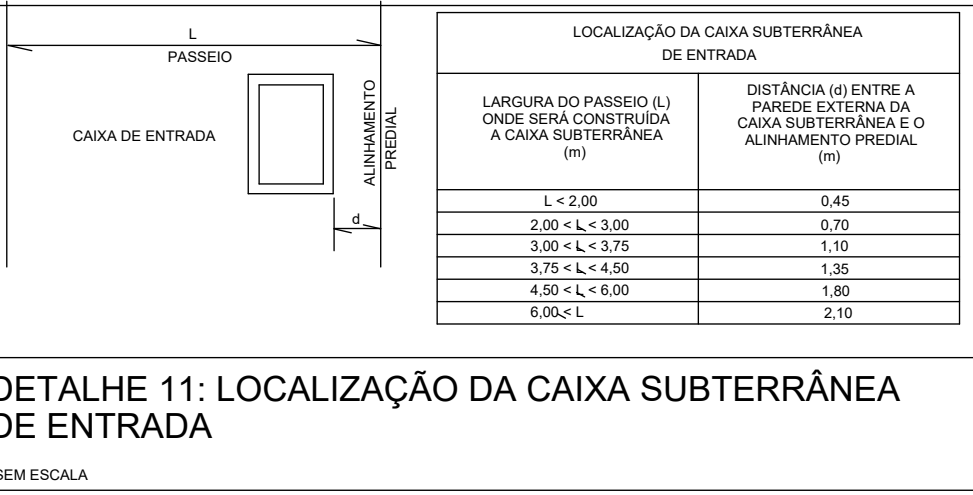 L
PASSEIO
CAIXA DE ENTRADA
ALINHAMENTO
PREDIAL
d
LOCALIZAÇÃO DA CAIXA SUBTERRÂNEA
DE ENTRADA
LARGURA DO PASSEIO (L)
ONDE SERÁ CONSTRUÍDA
A CAIXA SUBTERRÂNEA
(m)
DISTÂNCIA (d) ENTRE A
PAREDE EXTERNA DA
CAIXA SUBTERRÂNEA E O
ALINHAMENTO PREDIAL
(m)
L < 2,00 0,45
2,00 < L < 3,00 0,70
3,00 < L < 3,75 1,10
3,75 < L < 4,50 1,35
4,50 < L < 6,00 1,80
6,00 < L 2,10
DETALHE 11: LOCALIZAÇÃO DA CAIXA SUBTERRÂNEA
DE ENTRADA
SEM ESCALA